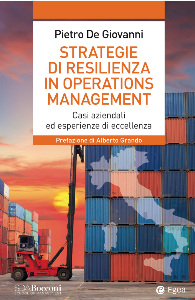 Pietro De Giovanni
STRATEGIE
DI RESILIENZA
IN OPERATIONS
MANAGEMENT
Casi aziendali
ed esperienze di eccellenza
Prefazione di Alberto Grando
SDA Bocconi
Egea